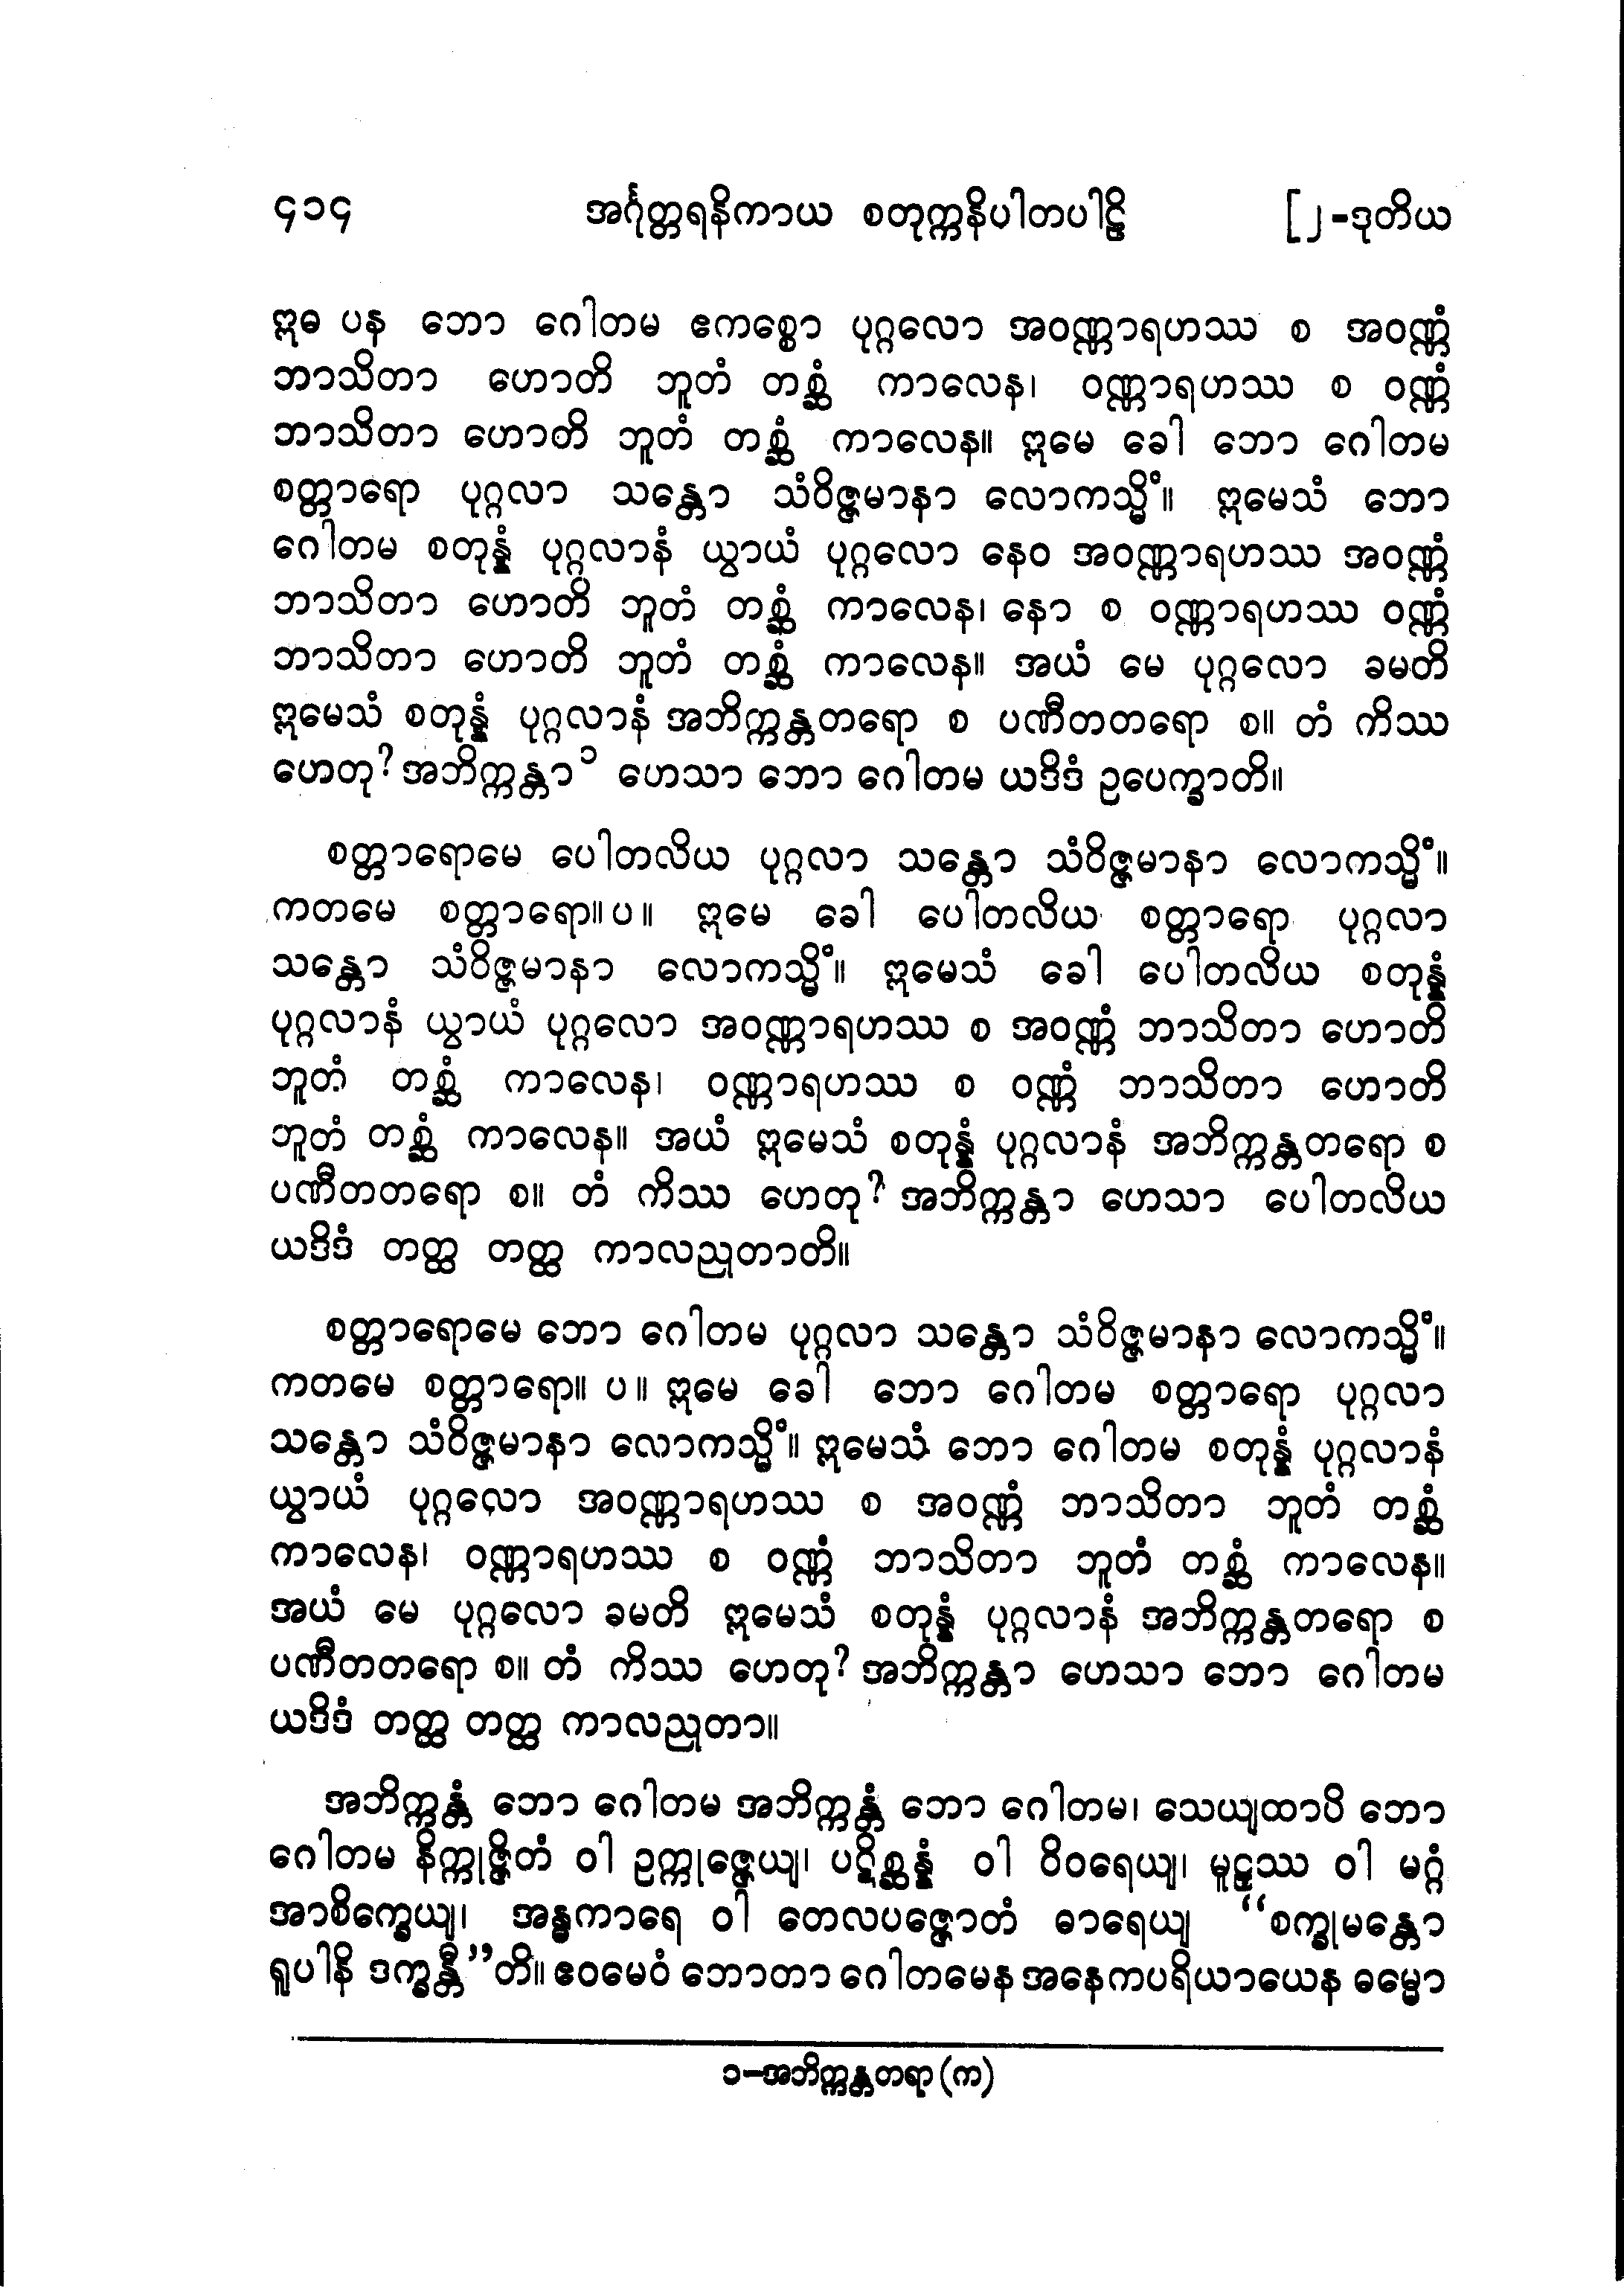 ၄၁၄ အင်္ဂုတ္တရနိကာယ စတုက္ကနိပါတပါဠိ [၂-ဒုတိယ
ဣဓ ပန ဘော ဂေါတမ ဧကစ္စော ပုဂ္ဂလော အဝဏ္ဏာရဟဿ စ အဝဏ္ဏံ
ဘာသိတာ ဟောတိ ဘူတံ တစ္ဆံ ကာလေန၊ ဝဏ္ဏာရဟဿ စ ဝဏ္ဏံ
ဘာသိတာ ဟောတိ ဘူတံ တစ္ဆံ ကာလေန။ ဣမေ ခေါ ဘော ဂေါတမ
စတ္တာရော ပုဂ္ဂလာ သန္တော သံဝိဇ္ဇမာနာ လောကသ္မိံ။ ဣမေသံ ဘော
ဂေါတမ စတုန္နံ ပုဂ္ဂလာနံ ယွာယံ ပုဂ္ဂလော နေဝ အဝဏ္ဏာရဟဿ အဝဏ္ဏံ
ဘာသိတာ ဟောတိ ဘူတံ တစ္ဆံ ကာလေန၊ နော စ ဝဏ္ဏာရဟဿ ဝဏ္ဏံ
ဘာသိတာ ဟောတိ ဘူတံ တစ္ဆံ ကာလေန။ အယံ မေ ပုဂ္ဂလော ခမတိ
ဣမေသံ စတုန္နံ ပုဂ္ဂလာနံ အဘိက္ကန္တတရော စ ပဏီတတရော စ။ တံ ကိဿ
ဟေတု? အဘိက္ကန္တာ ၁ ဟေသာ ဘော ဂေါတမ ယဒိဒံ ဥပေက္ခာတိ။
စတ္တာရောမေ ပေါတလိယ ပုဂ္ဂလာ သန္တော သံဝိဇ္ဇမာနာ လောကသ္မိံ။
ကတမေ စတ္တာရော။ပ။ ဣမေ ခေါ ပေါတလိယ စတ္တာရော ပုဂ္ဂလာ
သန္တော သံဝိဇ္ဇမာနာ လောကသ္မိံ။ ဣမေသံ ခေါ ပေါတလိယ စတုန္နံ
ပုဂ္ဂလာနံ ယွာယံ ပုဂ္ဂလော အဝဏ္ဏာရဟဿ စ အဝဏ္ဏံ ဘာသိတာ ဟောတိ
ဘူတံ တစ္ဆံ ကာလေန၊ ဝဏ္ဏာရဟဿ စ ဝဏ္ဏံ ဘာသိတာ ဟောတိ
ဘူတံ တစ္ဆံ ကာလေန။ အယံ ဣမေသံ စတုန္နံ ပုဂ္ဂလာနံ အဘိက္ကန္တတရော စ
ပဏီတတရော စ။ တံ ကိဿ ဟေတု? အဘိက္ကန္တာ ဟေသာ ပေါတလိယ
ယဒိဒံ တတ္ထ တတ္ထ ကာလညုတာတိ။
စတ္တာရောမေ ဘော ဂေါတမ ပုဂ္ဂလာ သန္တော သံဝိဇ္ဇမာနာ လောကသ္မိံ။
ကတမေ စတ္တာရော။ ပ။ ဣမေ ခေါ ဘော ဂေါတမ စတ္တာရော ပုဂ္ဂလာ
သန္တော သံဝိဇ္ဇမာနာ လောကသ္မိံ။ ဣမေသံ ဘော ဂေါတမ စတုန္နံ ပုဂ္ဂလာနံ
ယွာယံ ပုဂ္ဂလော အဝဏ္ဏာရဟဿ စ အဝဏ္ဏံ ဘာသိတာ ဘူတံ တစ္ဆံ
ကာလေန၊ ဝဏ္ဏာရဟဿ စ ဝဏ္ဏံ ဘာသိတာ ဘူတံ တစ္ဆံ ကာလေန။
အယံ မေ ပုဂ္ဂလော ခမတိ ဣမေသံ စတုန္နံ ပုဂ္ဂလာနံ အဘိက္ကန္တတရော စ
ပဏီတတရော စ။ တံ ကိဿ ဟေတု? အဘိက္ကန္တာ ဟေသာ ဘော ဂေါတမ
ယဒိဒံ တတ္ထ တတ္ထ ကာလညုတာ။
အဘိက္ကန္တံ ဘော ဂေါတမ အဘိက္ကန္တံ ဘော ဂေါတမ၊ သေယျထာပိ ဘော
ဂေါတမ နိက္ကုဇ္ဇိတံ ဝါ ဥက္ကုဇ္ဇေယျ၊ ပဋိစ္ဆန္နံ ဝါ ဝိဝရေယျ၊ မူဠှဿ ဝါ မဂ္ဂံ
အာစိက္ခေယျ၊ အန္ဓကာရေ ဝါ တေလပဇ္ဇောတံ ဓာရေယျ “စက္ခုမန္တော
ရူပါနိ ဒက္ခန္တီ”တိ။ ဧဝမေဝံ ဘောတာ ဂေါတမေန အနေကပရိယာယေန ဓမ္မော
၁-အဘိက္ကန္တတရာ (က)